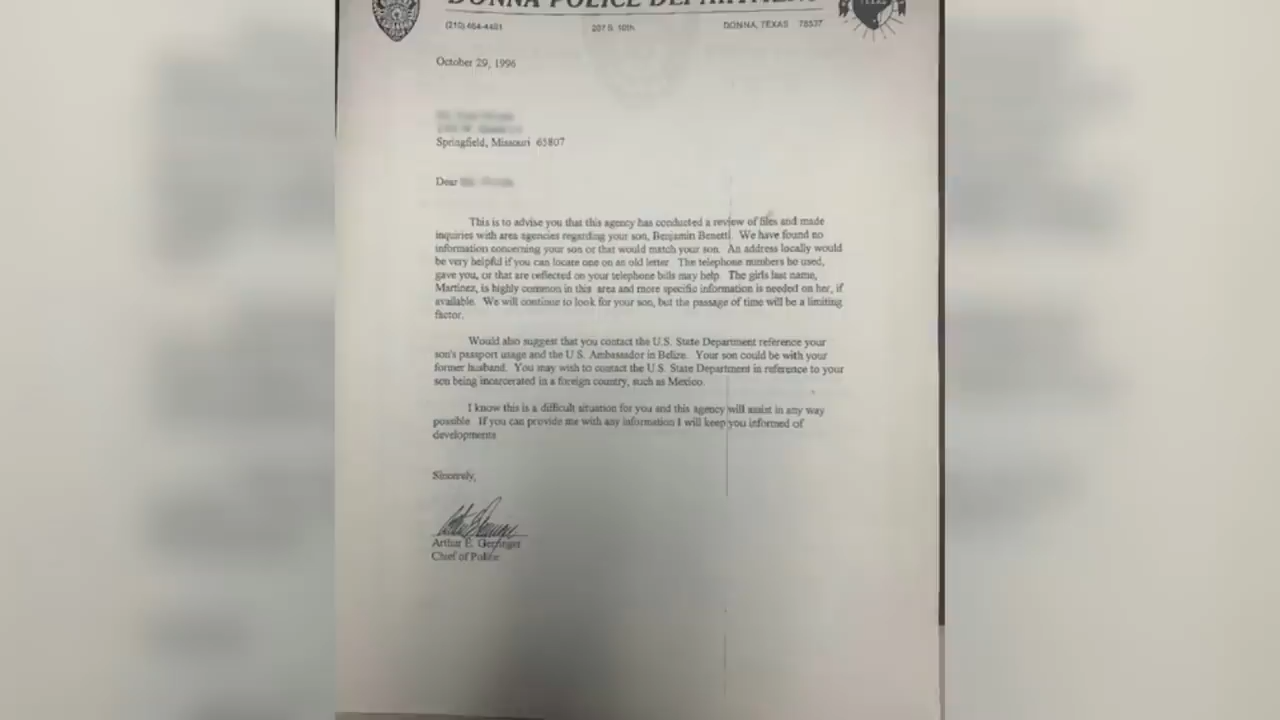 DONNA POLICE DEPARTMENT
(210) 464-4481 207 S. 10th DONNA, TEXAS 78537
October 29, 1996
Springfield, Missouri 65807
Dear
This is to advise you that this agency has conducted a review of files and made
inquiries with area agencies regarding your son, Benjamin Benetti. We have found no
information concerning your son or that would match your son. An address locally would
be very helpful if you can locate one on an old letter. The telephone numbers he used,
gave you, or that are reflected on your telephone bills may help. The girls last name,
Martinez, is highly common in this area and more specific information is needed on her, if
available. We will continue to look for your son, but the passage of time will be a limiting
factor.
Would also suggest that you contact the U.S. State Department reference your
son's passport usage and the U.S. Ambassador in Belize. Your son could be with your
former husband. You may wish to contact the U.S. State Department in reference to your
son being incarcerated in a foreign country, such as Mexico.
I know this is a difficult situation for you and this agency will assist in any way
possible. If you can provide me with any information I will keep you informed of
developments.
Sincerely,
Arthur E.
Chief of Police